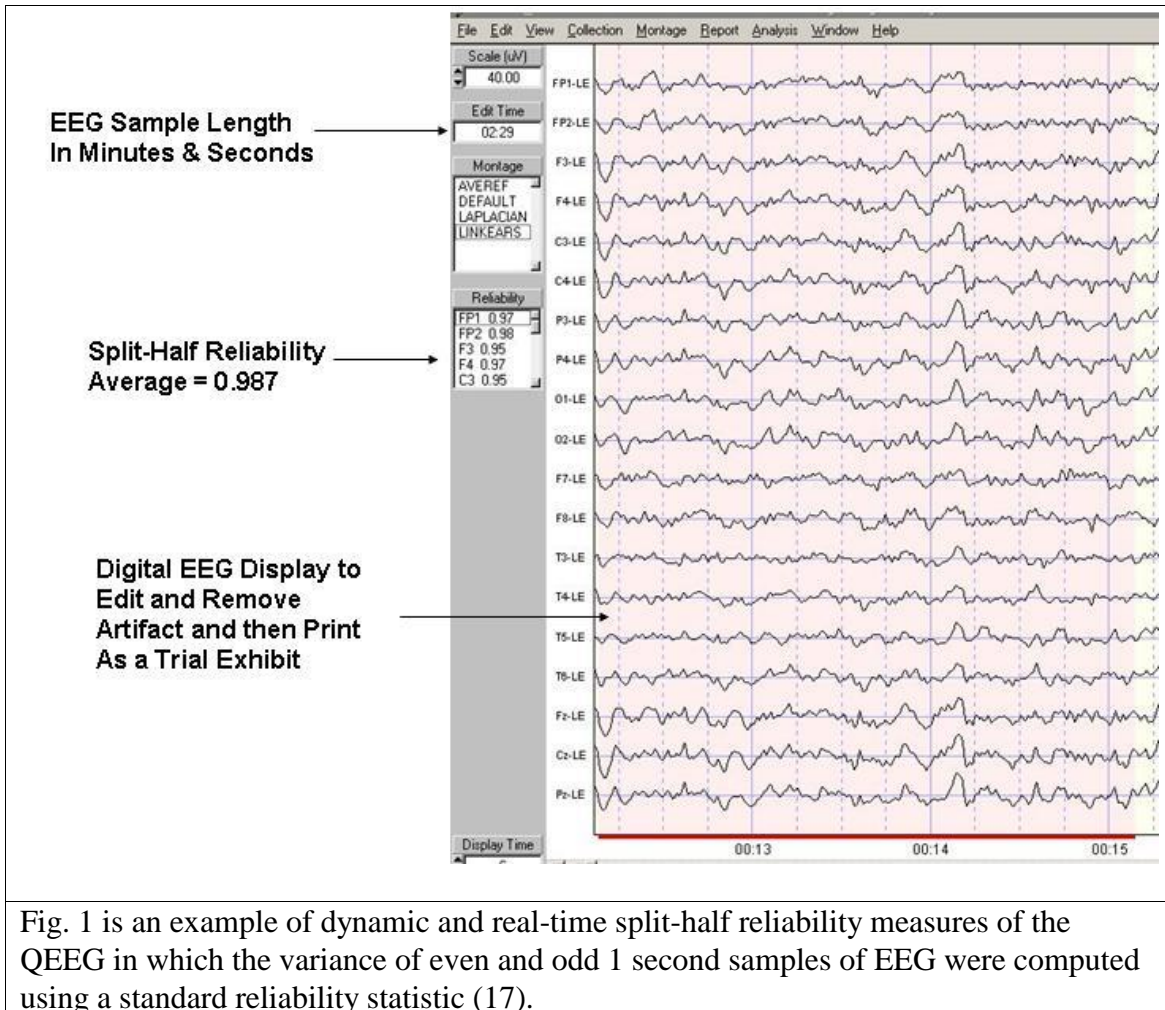 File Edit View Collection Montage Report Analysis Window Help
Scale (uV)
40.00
Edit Time
02:29
Montage
AVEREF
DEFAULT
LAPLACIAN
LINKEARS
Reliability
FP1 0.97
FP2 0.98
F3 0.95
F4 0.97
C3 0.95
Display Time
EEG Sample Length
In Minutes & Seconds
Split-Half Reliability
Average = 0.987
Digital EEG Display to
Edit and Remove
Artifact and then Print
As a Trial Exhibit
FP1-LE
FP2-LE
F3-LE
F4-LE
C3-LE
C4-LE
P3-LE
P4-LE
O1-LE
O2-LE
F7-LE
F8-LE
T3-LE
T4-LE
T5-LE
T6-LE
Fz-LE
Cz-LE
Pz-LE
00:13 00:14 00:15
Fig. 1 is an example of dynamic and real-time split-half reliability measures of the
QEEG in which the variance of even and odd 1 second samples of EEG were computed
using a standard reliability statistic (17).